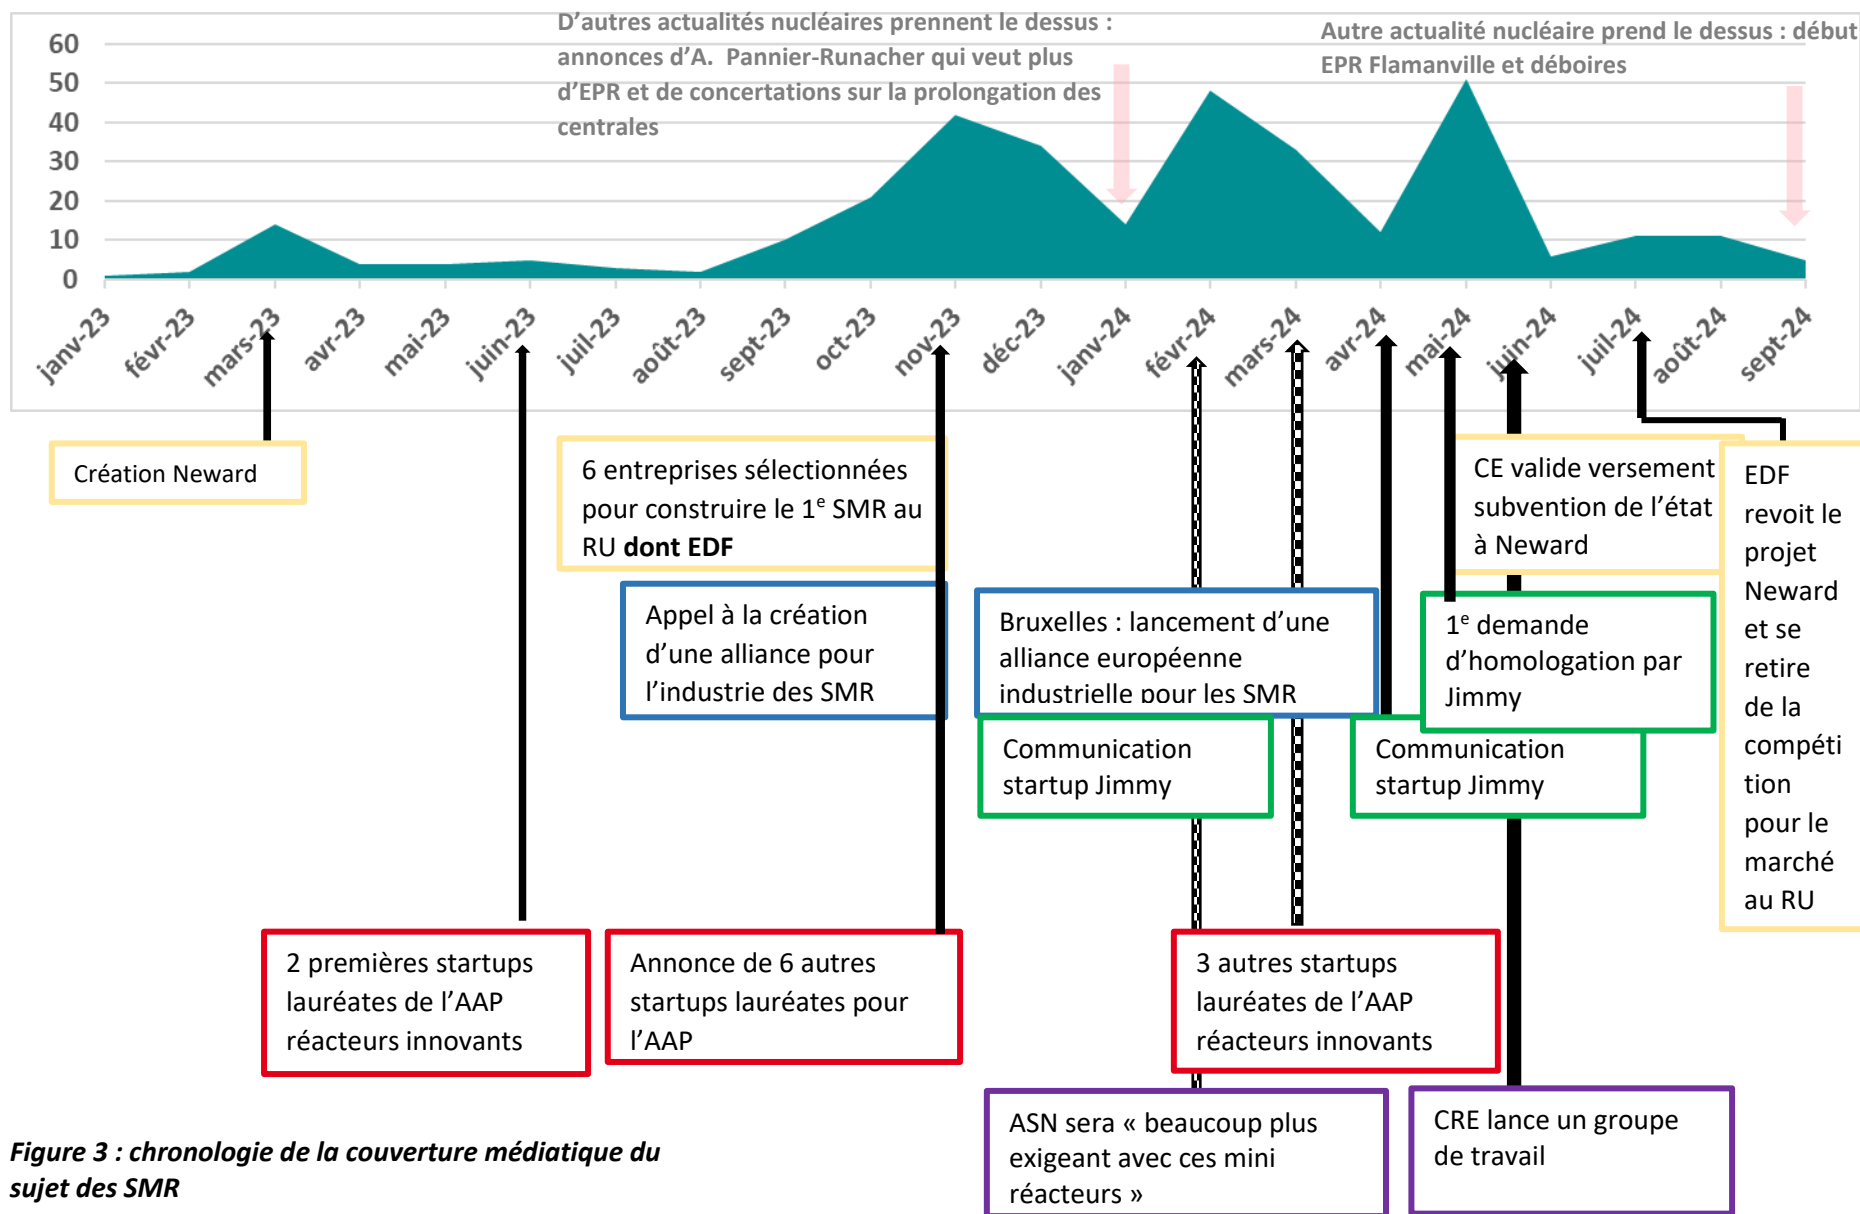 D'autres actualités nucléaires prennent le dessus :
annonces d'A.  Pannier-Runacher qui veut plus
d'EPR et de concertations sur la prolongation des
centrales
Autre actualité nucléaire prend le dessus : début
EPR Flamanville et déboires
60
50
40
30
20
10
0
janv-23
févr-23
mars-23
avr-23
mai-23
juin-23
juil-23
août-23
sept-23
oct-23
nov-23
déc-23
janv-24
févr-24
mars-24
avr-24
mai-24
juin-24
juil-24
août-24
sept-24
Création Neward
6 entreprises sélectionnées
pour construire le 1e SMR au
RU dont EDF
CE valide versement
subvention de l'état
à Neward
EDF
revoit le
projet
Neward
et se
retire
de la
compéti
tion
pour le
marché
au RU
Appel à la création
d'une alliance pour
l'industrie des SMR
Bruxelles : lancement d'une
alliance européenne
industrielle pour les SMR
1e demande
d'homologation par
Jimmy
Communication
startup Jimmy
Communication
startup Jimmy
2 premières startups
lauréates de l'AAP
réacteurs innovants
Annonce de 6 autres
startups lauréates pour
l'AAP
3 autres startups
lauréates de l'AAP
réacteurs innovants
ASN sera « beaucoup plus
exigeant avec ces mini
réacteurs »
CRE lance un groupe
de travail
Figure 3 : chronologie de la couverture médiatique du
sujet des SMR